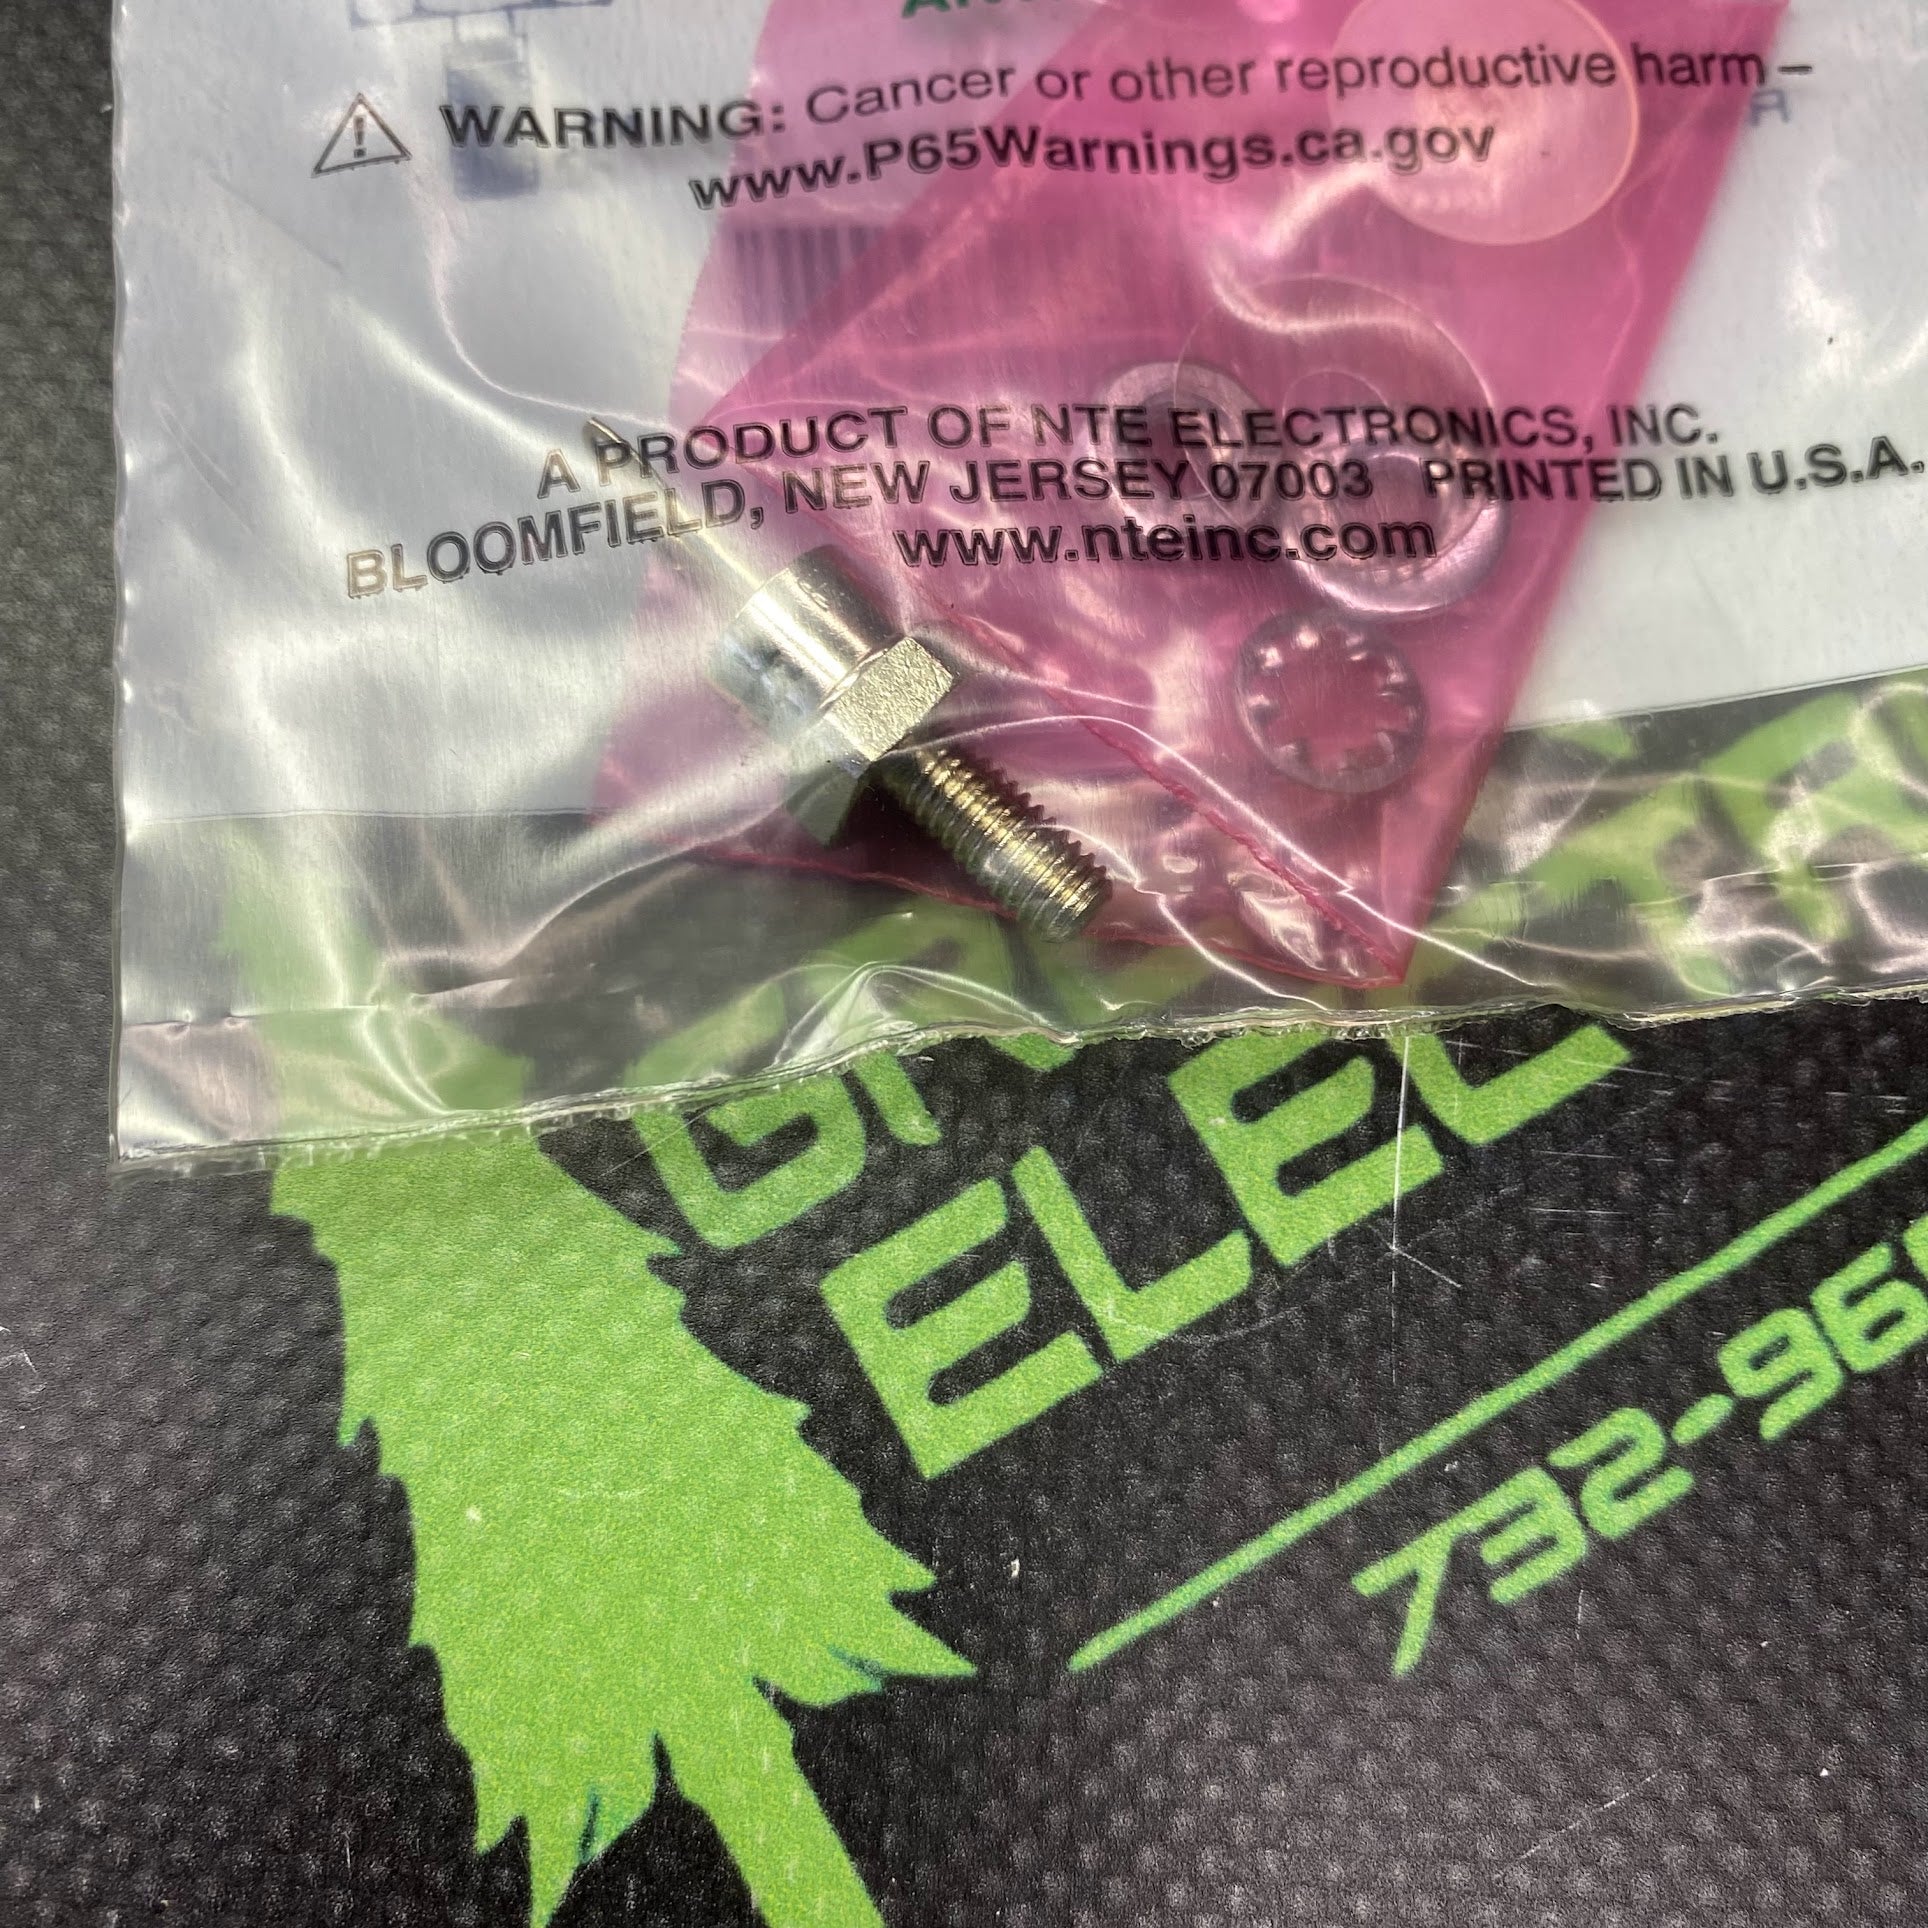 WARNING: Cancer or other reproductive harm –
www.P65Warnings.ca.gov
A PRODUCT OF NTE ELECTRONICS, INC.
BLOOMFIELD, NEW JERSEY 07003 PRINTED IN U.S.A.
www.nteinc.com
ELEC
732-96